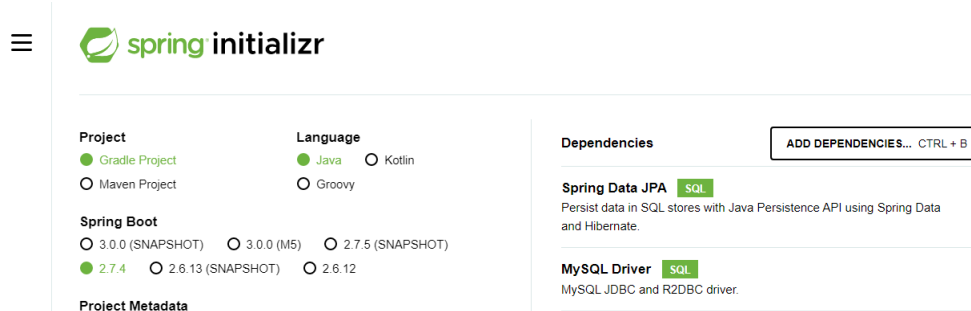 spring initializr
Project
Gradle Project
Maven Project
Language
Java Kotlin
Groovy
Spring Boot
3.0.0 (SNAPSHOT) 3.0.0 (M5) 2.7.5 (SNAPSHOT)
2.7.4 2.6.13 (SNAPSHOT) 2.6.12
Project Metadata
Dependencies
ADD DEPENDENCIES... CTRL + B
Spring Data JPA SQL
Persist data in SQL stores with Java Persistence API using Spring Data
and Hibernate.
MySQL Driver SQL
MySQL JDBC and R2DBC driver.